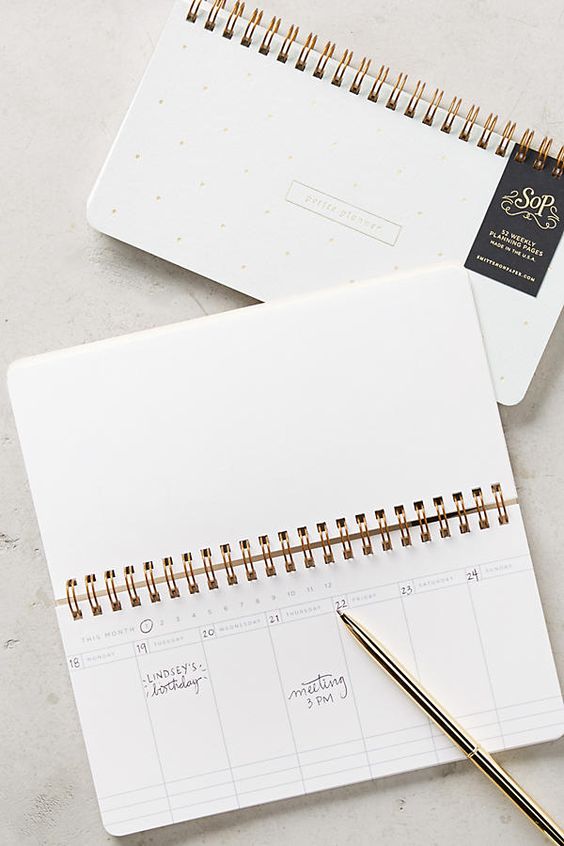 petite planner
SOP
52 WEEKLY
PLANNING PAGES
MADE IN THE U.S.A.
SMITTENONPAPER.COM
THIS MONTH 1 2 3 4 5 6 7 8 9 10 11 12
18 MONDAY 19 TUESDAY 20 WEDNESDAY 21 THURSDAY 22 FRIDAY 23 SATURDAY 24 SUNDAY
LINDSEY'S
birthday
meeting
3 PM